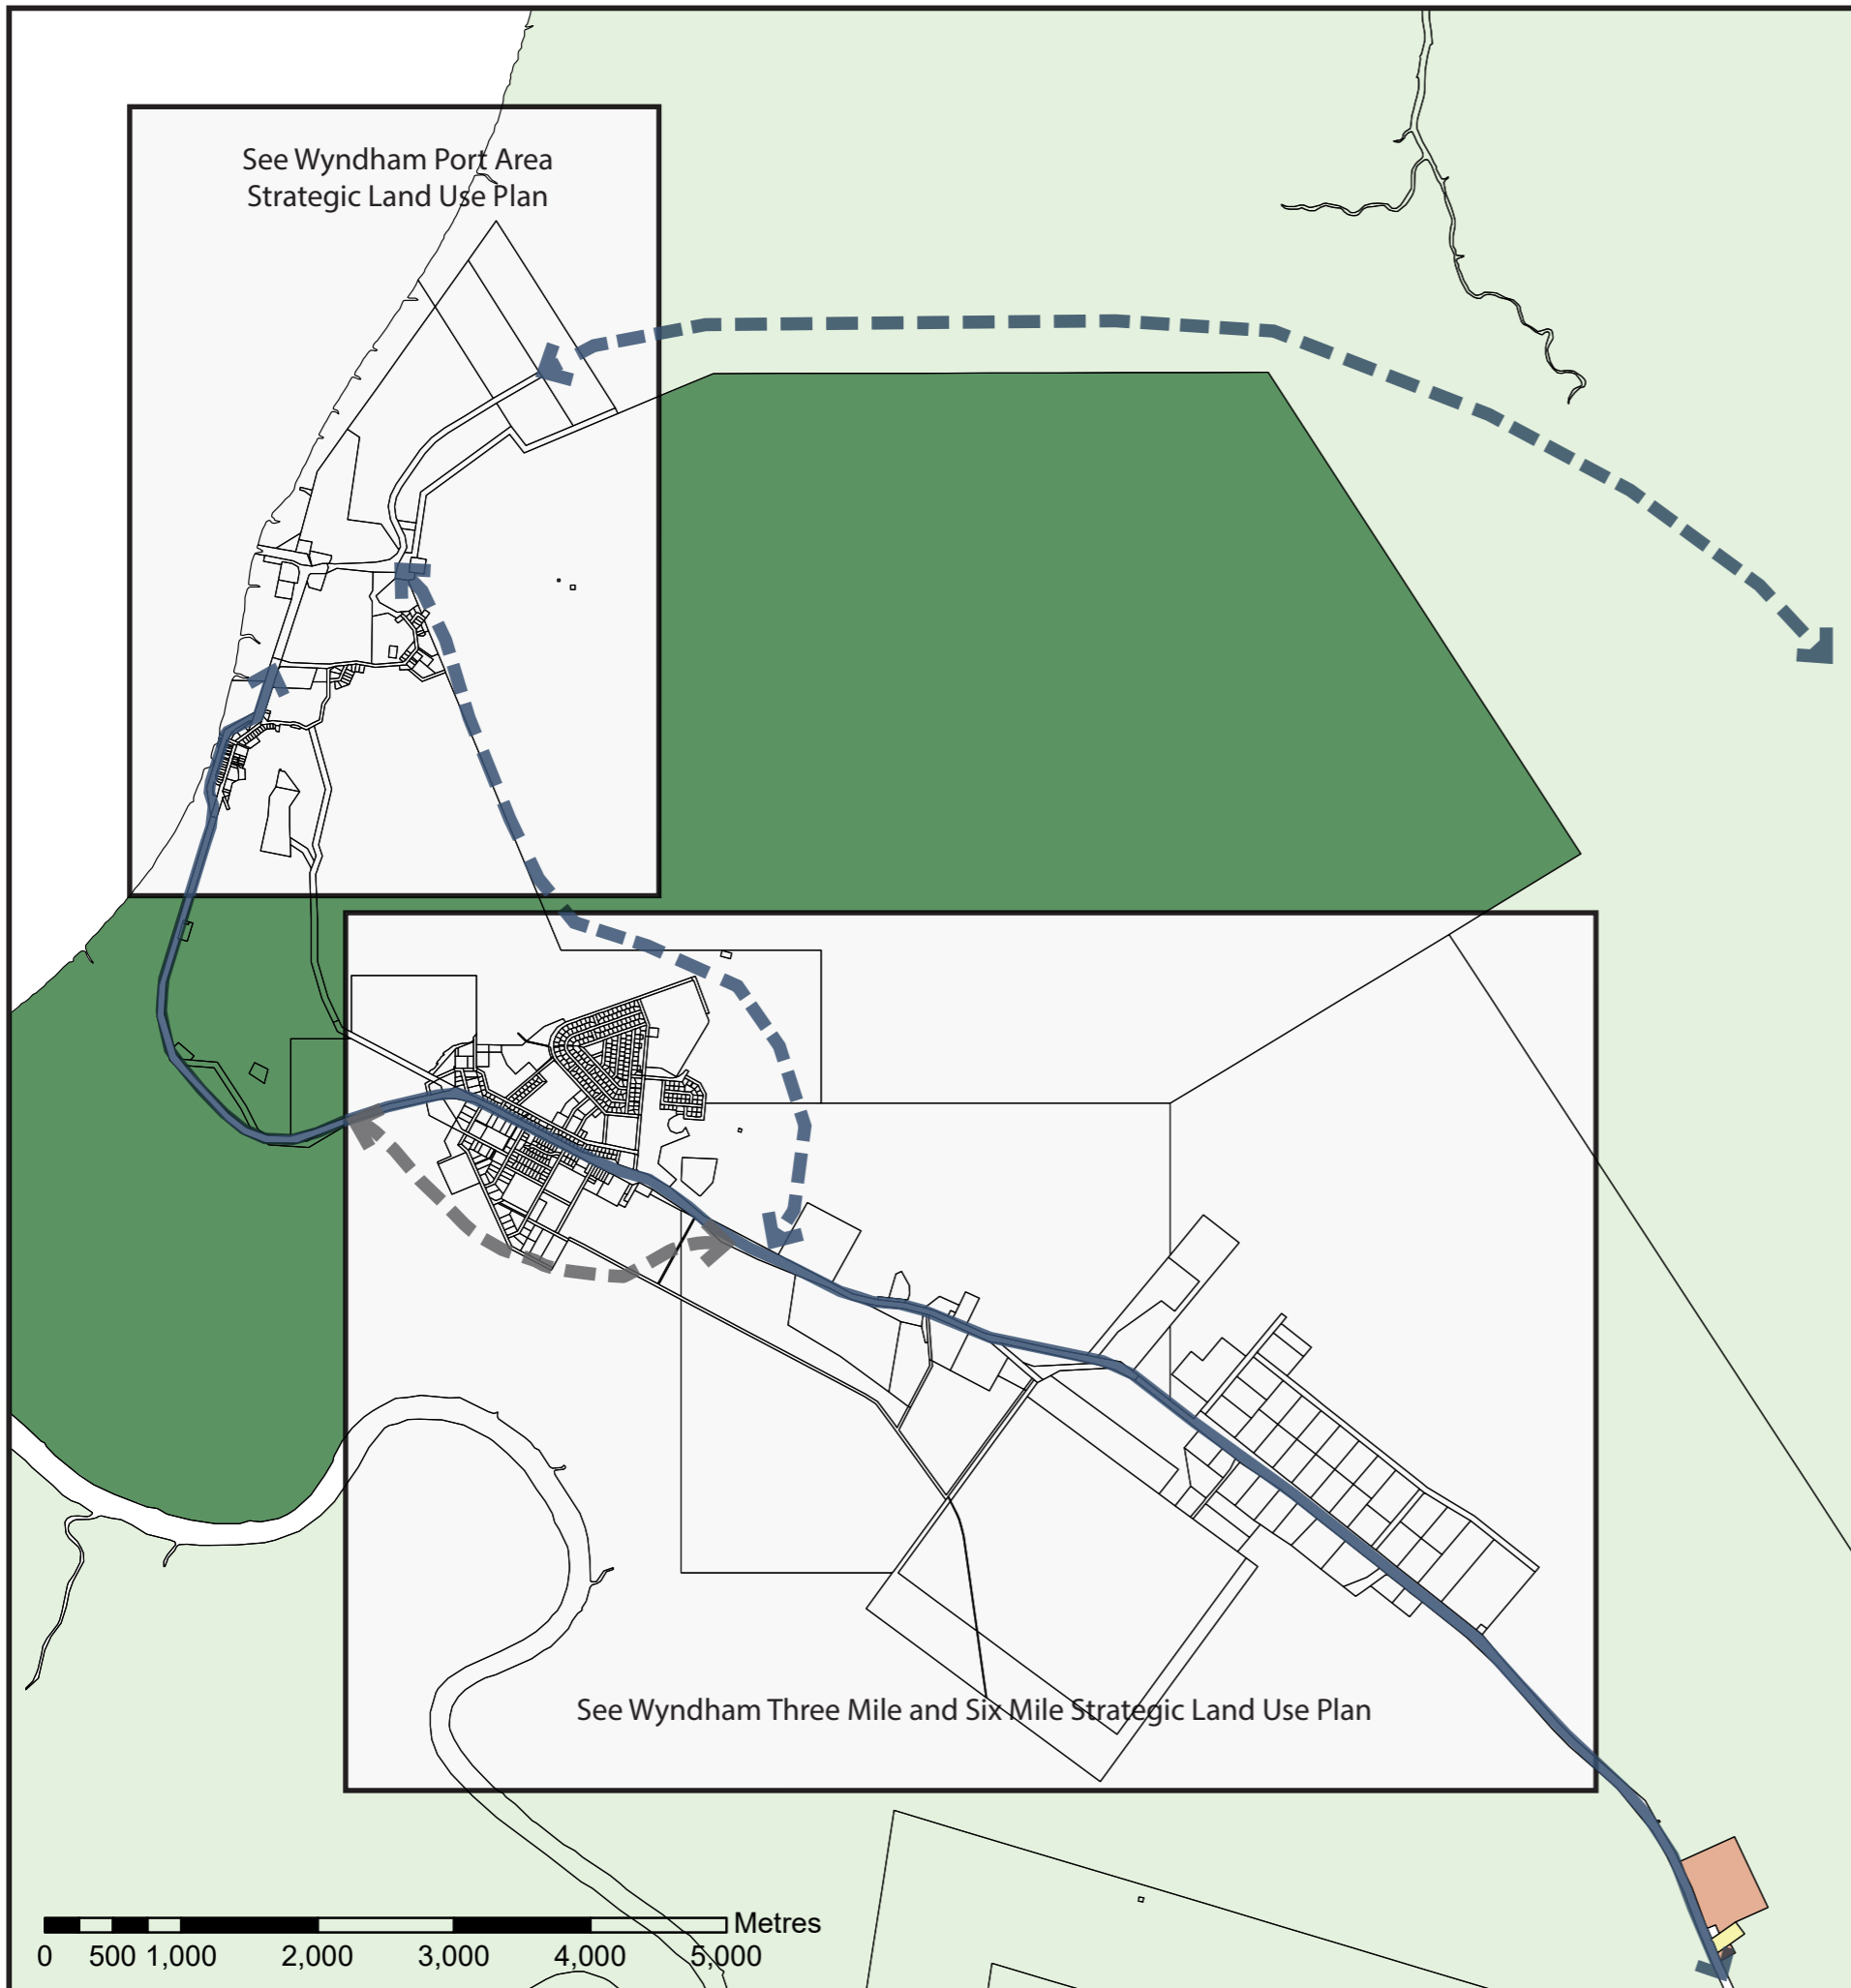 See Wyndham Port Area
Strategic Land Use Plan
See Wyndham Three Mile and Six Mile Strategic Land Use Plan
Metres
0 500 1,000 2,000 3,000 4,000 5,000